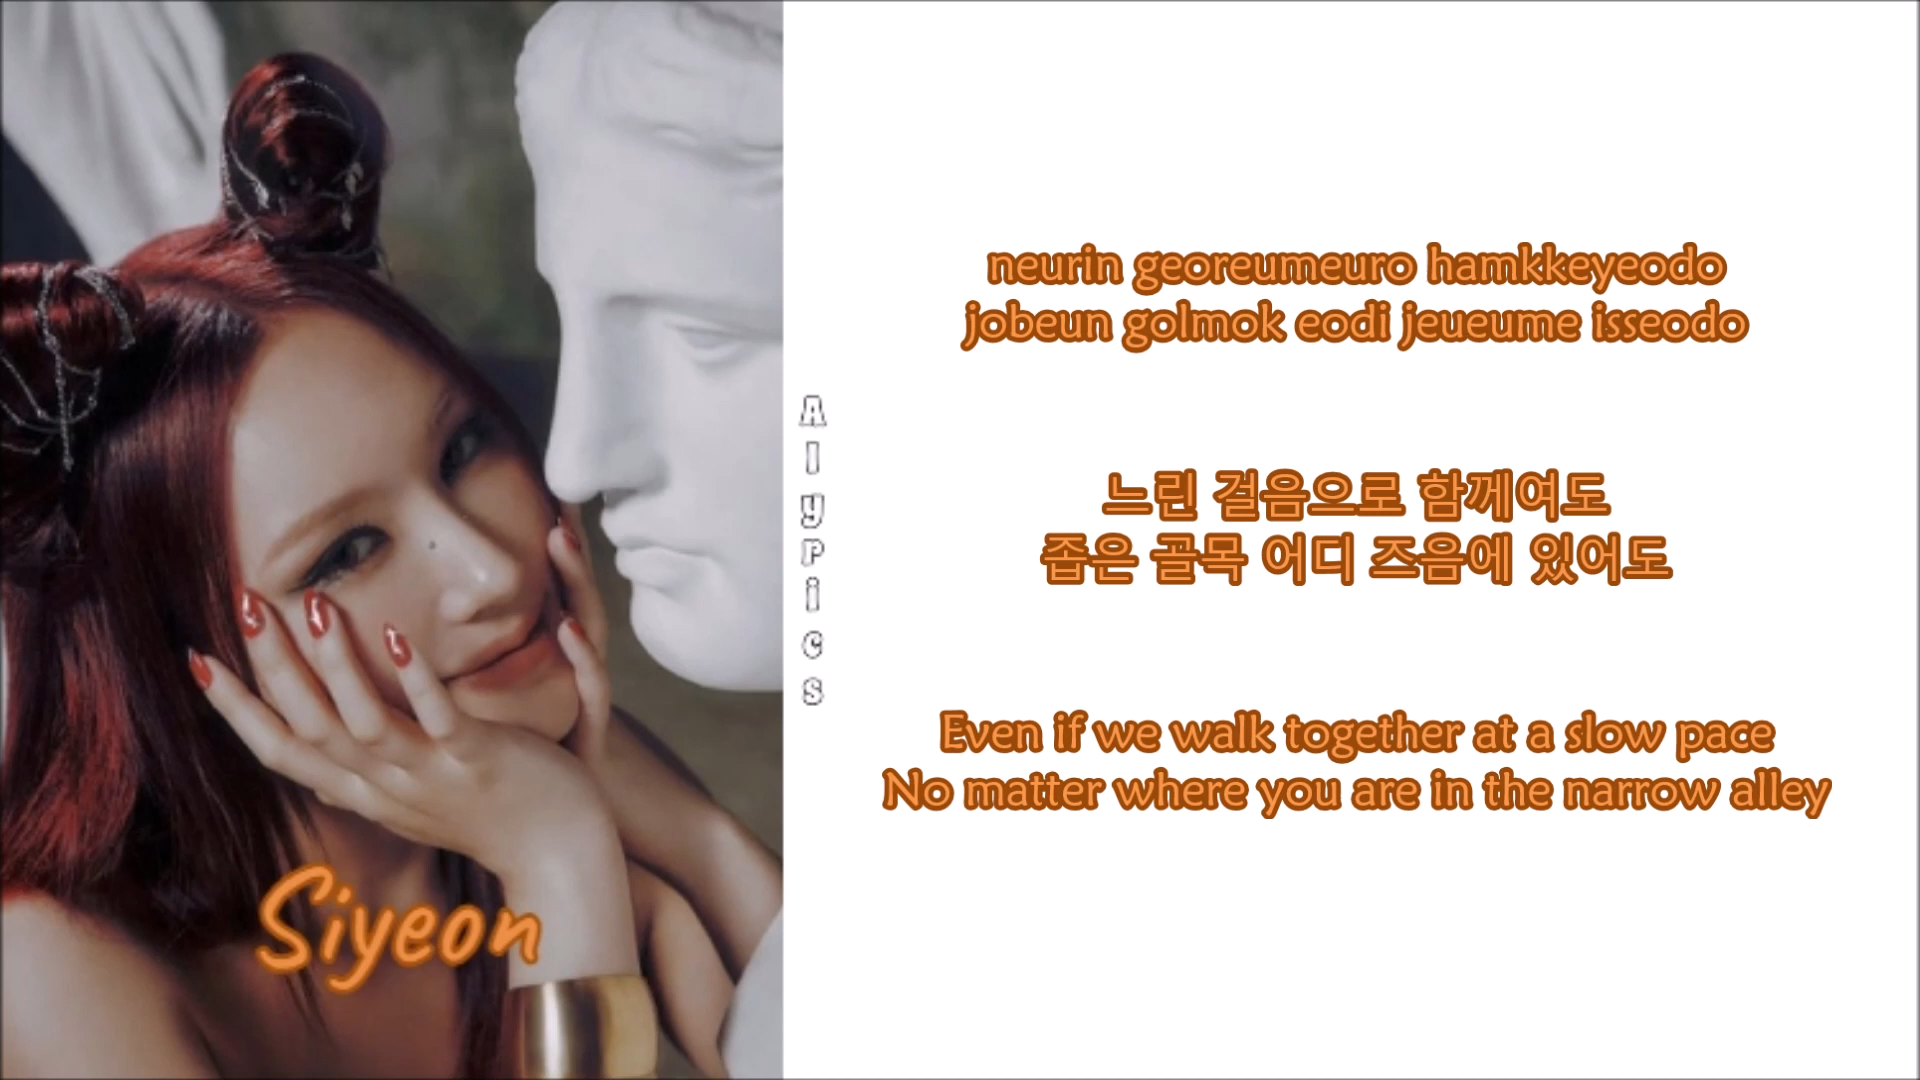 Siyeon
AlyPics
neurin georeumeuro hamkkeyeodo
jobeun golmok eodi jeueume isseodo
느린 걸음으로 함께여도
좁은 골목 어디 즈음에 있어도
Even if we walk together at a slow pace
No matter where you are in the narrow alley